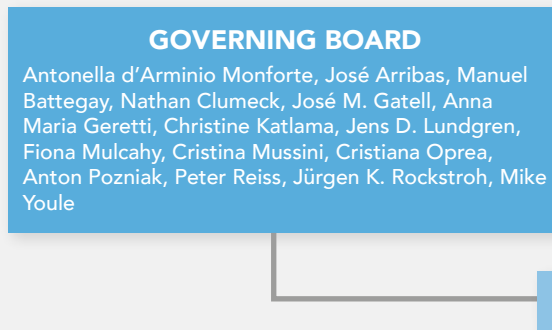 GOVERNING BOARD
Antonella d’Arminio Monforte, José Arribas, Manuel
Battegay, Nathan Clumeck, José M. Gatell, Anna
Maria Geretti, Christine Katlama, Jens D. Lundgren,
Fiona Mulcahy, Cristina Mussini, Cristiana Oprea,
Anton Pozniak, Peter Reiss, Jürgen K. Rockstroh, Mike
Youle